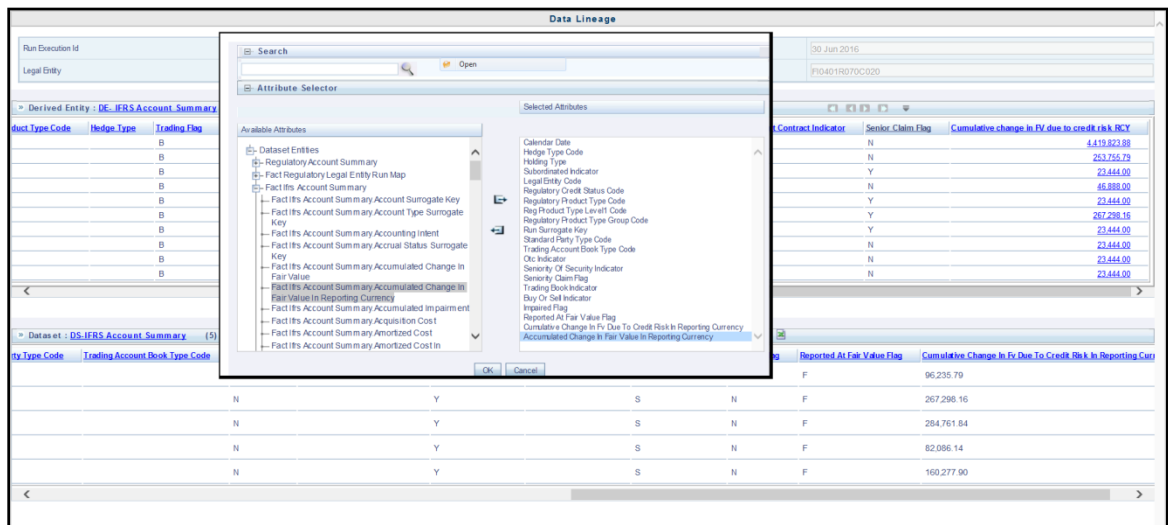 Data Lineage
Run Execution Id
30 Jun 2016
Legal Entity
FI0401R070C020
Search
Open
Attribute Selector
Selected Attributes
Available Attributes
Dataset Entities
Regulatory Account Summary
Fact Regulatory Legal Entity Run Map
Fact Ifrs Account Summary
Fact Ifrs Account Summary.Account Surrogate Key
Fact Ifrs Account Summary.Account Type Surrogate
Key
Fact Ifrs Account Summary.Accounting Intent
Fact Ifrs Account Summary.Accrual Status Surrogate
Key
Fact Ifrs Account Summary.Accumulated Change In
Fair Value
Fact Ifrs Account Summary.Accumulated Change In
Fair Value In Reporting Currency
Fact Ifrs Account Summary.Accumulated Impairment
Fact Ifrs Account Summary.Acquisition Cost
Fact Ifrs Account Summary.Amortized Cost
Fact Ifrs Account Summary.Amortized Cost In
Calendar Date
Hedge Type Code
Holding Type
Subordinated Indicator
Legal Entity Code
Regulatory Credit Status Code
Regulatory Product Type Code
Reg Product Type Level1 Code
Regulatory Product Type Group Code
Run Surrogate Key
Standard Party Type Code
Trading Account Book Type Code
Otc Indicator
Seniority Of Security Indicator
Seniority Claim Flag
Trading Book Indicator
Buy Or Sell Indicator
Impaired Flag
Reported At Fair Value Flag
Cumulative Change In Fv Due To Credit Risk In Reporting Currency
Accumulated Change In Fair Value In Reporting Currency
OK Cancel
Derived Entity : DE- IFRS Account Summary
duct Type Code Hedge Type Trading Flag t Contract Indicator Senior Claim Flag Cumulative change in FV due to credit risk RCY
B N 4,419,823.88
B N 253,755.79
B Y 23,444.00
B N 46,888.00
B Y 23,444.00
B Y 267,298.16
B Y 23,444.00
B N 23,444.00
B N 23,444.00
B N 23,444.00
Dataset : DS-IFRS Account Summary (5)
ty Type Code Trading Account Book Type Code ag Reported At Fair Value Flag Cumulative Change In Fv Due To Credit Risk In Reporting Curr
F 96,235.79
N Y S N F 267,298.16
N Y S N F 284,761.84
N Y S N F 82,086.14
N Y S N F 160,277.90